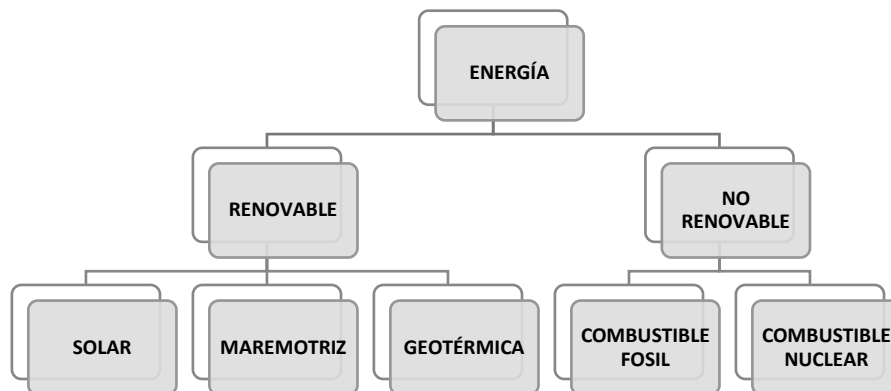 ENERGÍA
RENOVABLE
NO
RENOVABLE
SOLAR
MAREMOTRIZ
GEOTÉRMICA
COMBUSTIBLE
FOSIL
COMBUSTIBLE
NUCLEAR